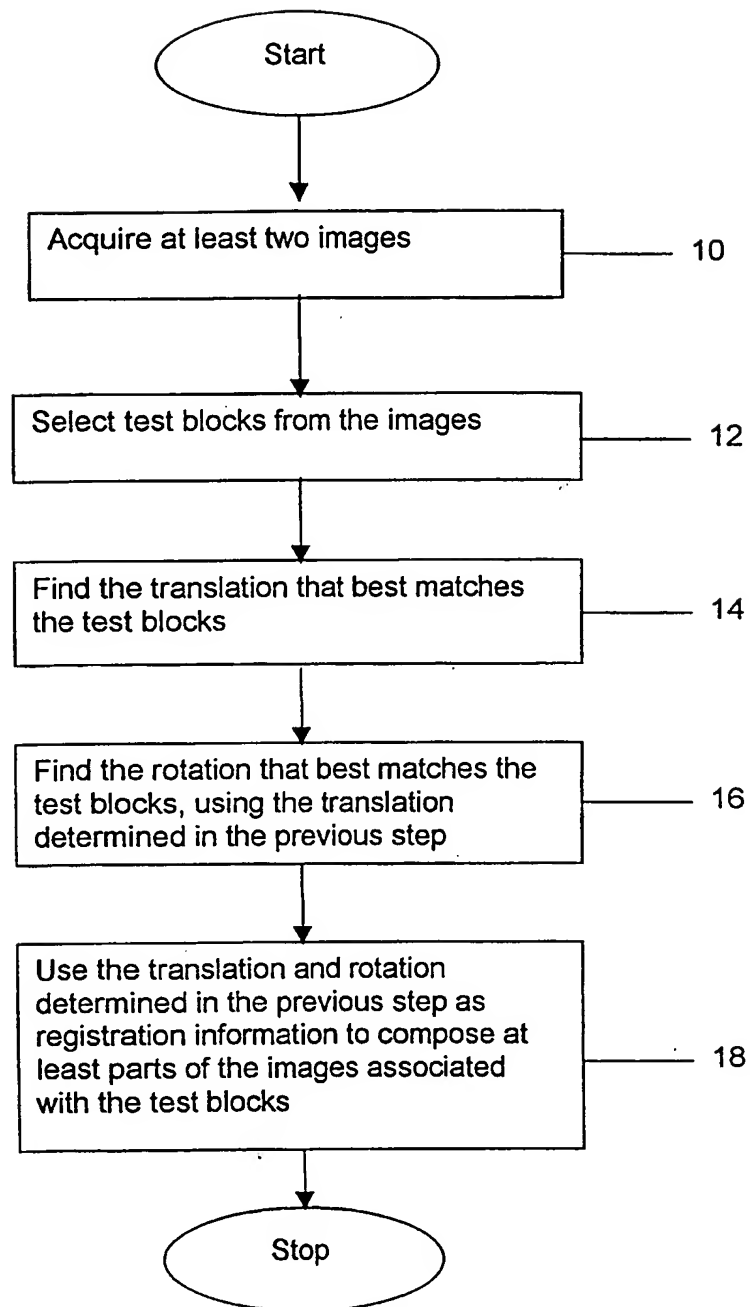 Start
Acquire at least two images
10
Select test blocks from the images
12
Find the translation that best matches
the test blocks
14
Find the rotation that best matches the
test blocks, using the translation
determined in the previous step
16
Use the translation and rotation
determined in the previous step as
registration information to compose at
least parts of the images associated
with the test blocks
18
Stop